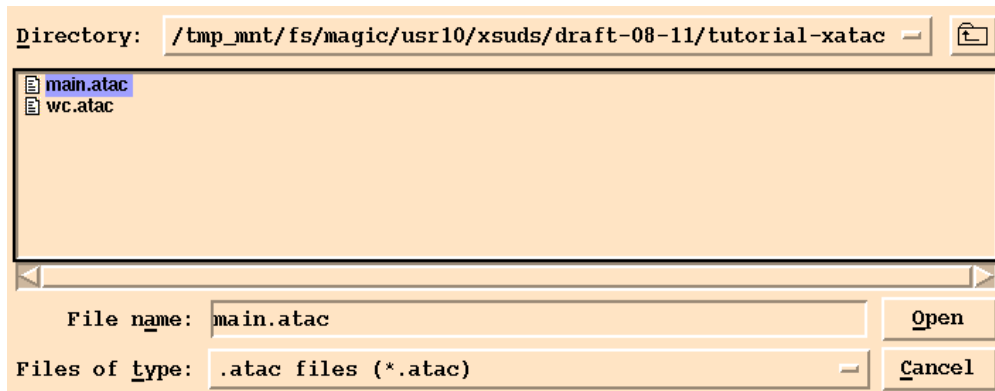 Directory: /tmp_mnt/fs/magic/usr10/xsuds/draft-08-11/tutorial-xatac
main.atac
wc.atac
File name: main.atac Open
Files of type: .atac files (*.atac) Cancel